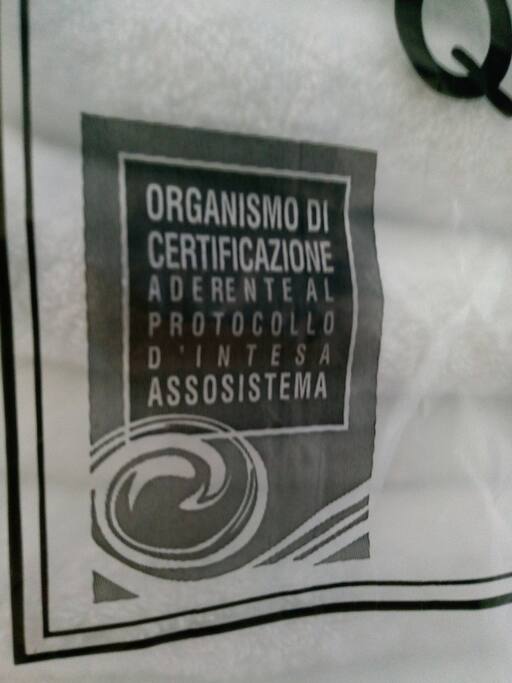 Q
ORGANISMO DI
CERTIFICAZIONE
ADERENTE AL
PROTOCOLLO
D'INTESA
ASSOSISTEMA